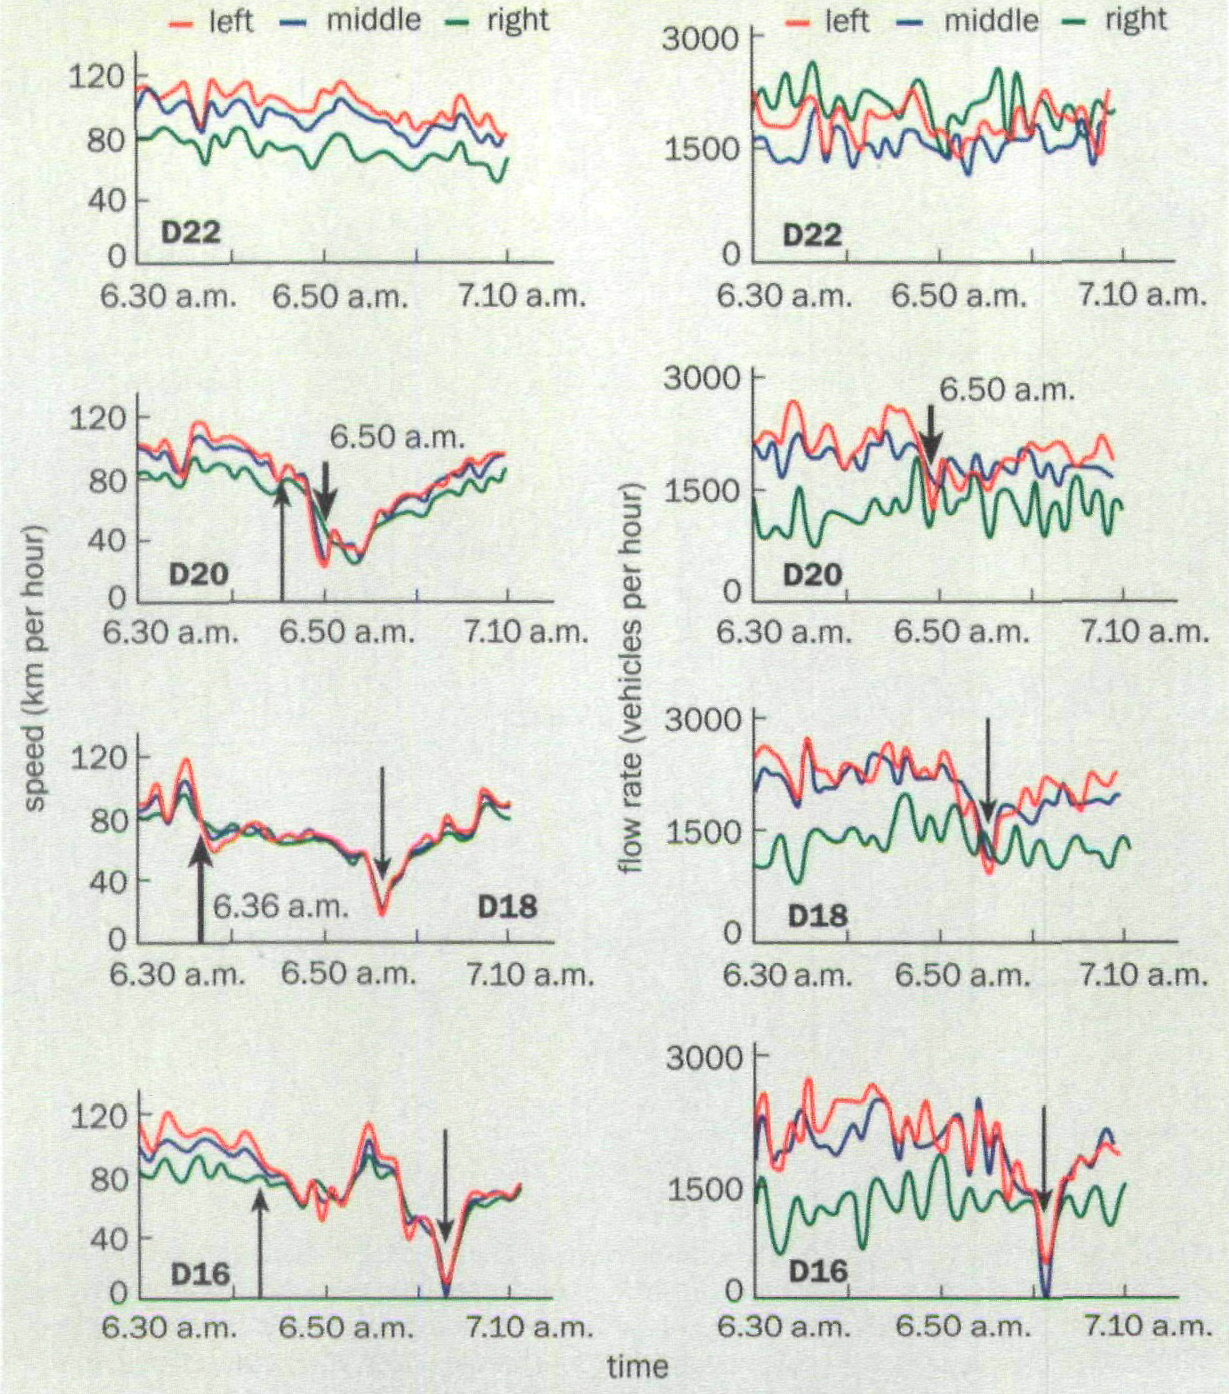 left middle right
120
80
40
0
D22
6.30 a.m. 6.50 a.m. 7.10 a.m.
left middle right
3000
1500
0
D22
6.30 a.m. 6.50 a.m. 7.10 a.m.
speed (km per hour)
120
80
40
0
6.50 a.m.
D20
6.30 a.m. 6.50 a.m. 7.10 a.m.
flow rate (vehicles per hour)
3000
1500
0
6.50 a.m.
D20
6.30 a.m. 6.50 a.m. 7.10 a.m.
120
80
40
0
6.36 a.m.
D18
6.30 a.m. 6.50 a.m. 7.10 a.m.
3000
1500
0
D18
6.30 a.m. 6.50 a.m. 7.10 a.m.
120
80
40
0
D16
6.30 a.m. 6.50 a.m. 7.10 a.m.
3000
1500
0
D16
6.30 a.m. 6.50 a.m. 7.10 a.m.
time